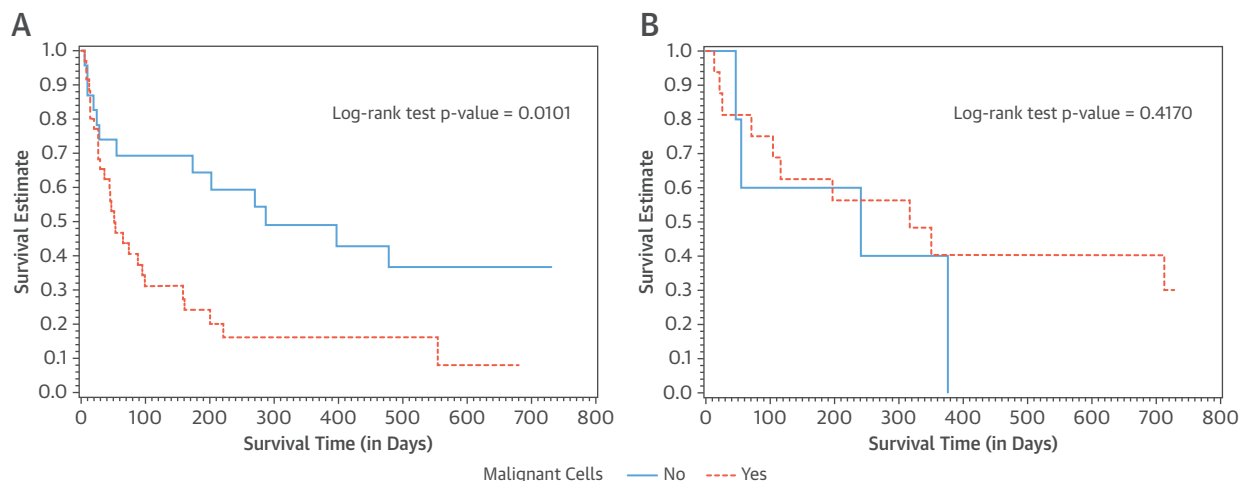 A
Survival Estimate
1.0
0.9
0.8
0.7
0.6
0.5
0.4
0.3
0.2
0.1
0.0
Log-rank test p-value = 0.0101
0 100 200 300 400 500 600 700 800
Survival Time (in Days)
B
Survival Estimate
1.0
0.9
0.8
0.7
0.6
0.5
0.4
0.3
0.2
0.1
0.0
Log-rank test p-value = 0.4170
0 100 200 300 400 500 600 700 800
Survival Time (in Days)
Malignant Cells No Yes